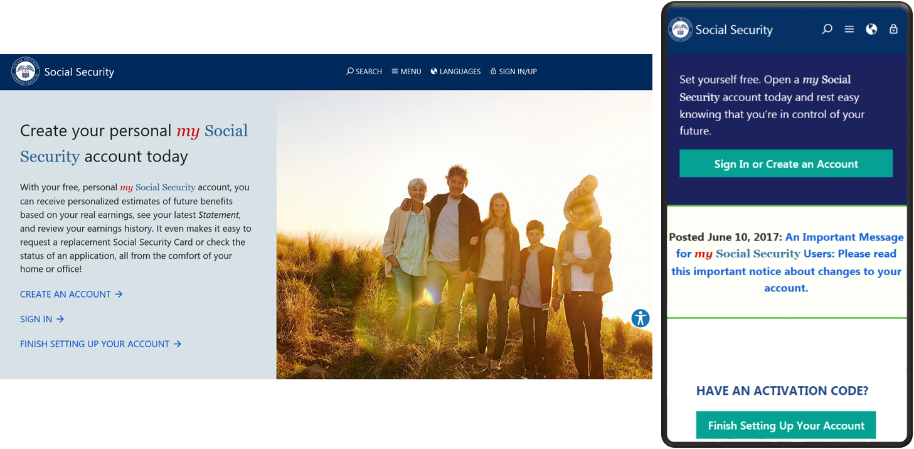 Social Security
SEARCH
MENU
LANGUAGES
SIGN IN/UP
Create your personal my Social
Security account today
With your free, personal my Social Security account, you
can receive personalized estimates of future benefits
based on your real earnings, see your latest Statement,
and review your earnings history. It even makes it easy to
request a replacement Social Security Card or check the
status of an application, all from the comfort of your
home or office!
CREATE AN ACCOUNT →
SIGN IN →
FINISH SETTING UP YOUR ACCOUNT →
Social Security
Set yourself free. Open a my Social
Security account today and rest easy
knowing that you're in control of your
future.
Sign In or Create an Account
Posted June 10, 2017: An Important Message
for my Social Security Users: Please read
this important notice about changes to your
account.
HAVE AN ACTIVATION CODE?
Finish Setting Up Your Account